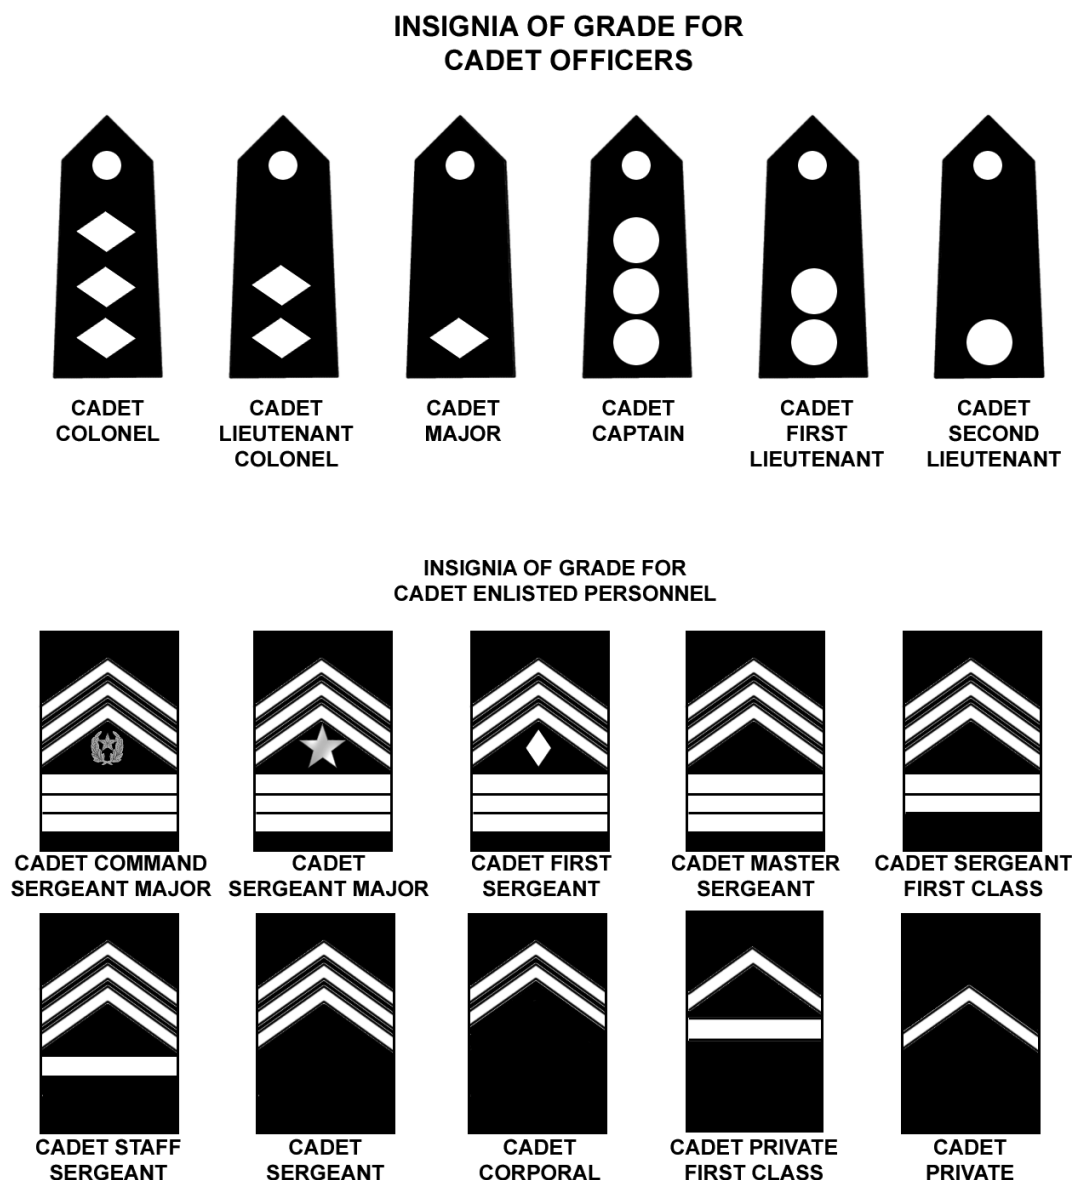 INSIGNIA OF GRADE FOR
CADET OFFICERS
CADET
COLONEL
CADET
LIEUTENANT
COLONEL
CADET
MAJOR
CADET
CAPTAIN
CADET
FIRST
LIEUTENANT
CADET
SECOND
LIEUTENANT
INSIGNIA OF GRADE FOR
CADET ENLISTED PERSONNEL
CADET COMMAND
SERGEANT MAJOR
CADET
SERGEANT MAJOR
CADET FIRST
SERGEANT
CADET MASTER
SERGEANT
CADET SERGEANT
FIRST CLASS
CADET STAFF
SERGEANT
CADET
SERGEANT
CADET
CORPORAL
CADET PRIVATE
FIRST CLASS
CADET
PRIVATE